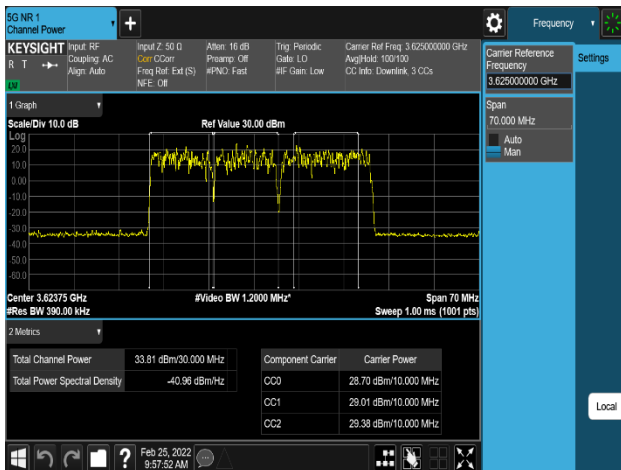 5G NR 1
Channel Power
Frequency
KEYSIGHT
R T
LNI
Input: RF
Coupling: AC
Align: Auto
Input Z: 50 Ω
Corr CCorr
Freq Ref: Ext (S)
NFE: Off
Atten: 16 dB
Preamp: Off
#PNO: Fast
Trig: Periodic
Gate: LO
#IF Gain: Low
Carrier Ref Freq: 3.625000000 GHz
Avg|Hold: 100/100
CC Info: Downlink, 3 CCs
Carrier Reference
Frequency
3.625000000 GHz
Settings
Span
70.000 MHz
Auto
Man
1 Graph
Scale/Div 10.0 dB
Ref Value 30.00 dBm
Log
20.0
10.0
0.00
-10.0
-20.0
-30.0
-40.0
-50.0
-60.0
Center 3.62375 GHz
#Video BW 1.2000 MHz*
Span 70 MHz
#Res BW 390.00 kHz
Sweep 1.00 ms (1001 pts)
2 Metrics
Total Channel Power 33.81 dBm/30.000 MHz
Total Power Spectral Density -40.96 dBm/Hz
Component Carrier Carrier Power
CC0 28.70 dBm/10.000 MHz
CC1 29.01 dBm/10.000 MHz
CC2 29.38 dBm/10.000 MHz
Local
?
Feb 25, 2022
9:57:52 AM